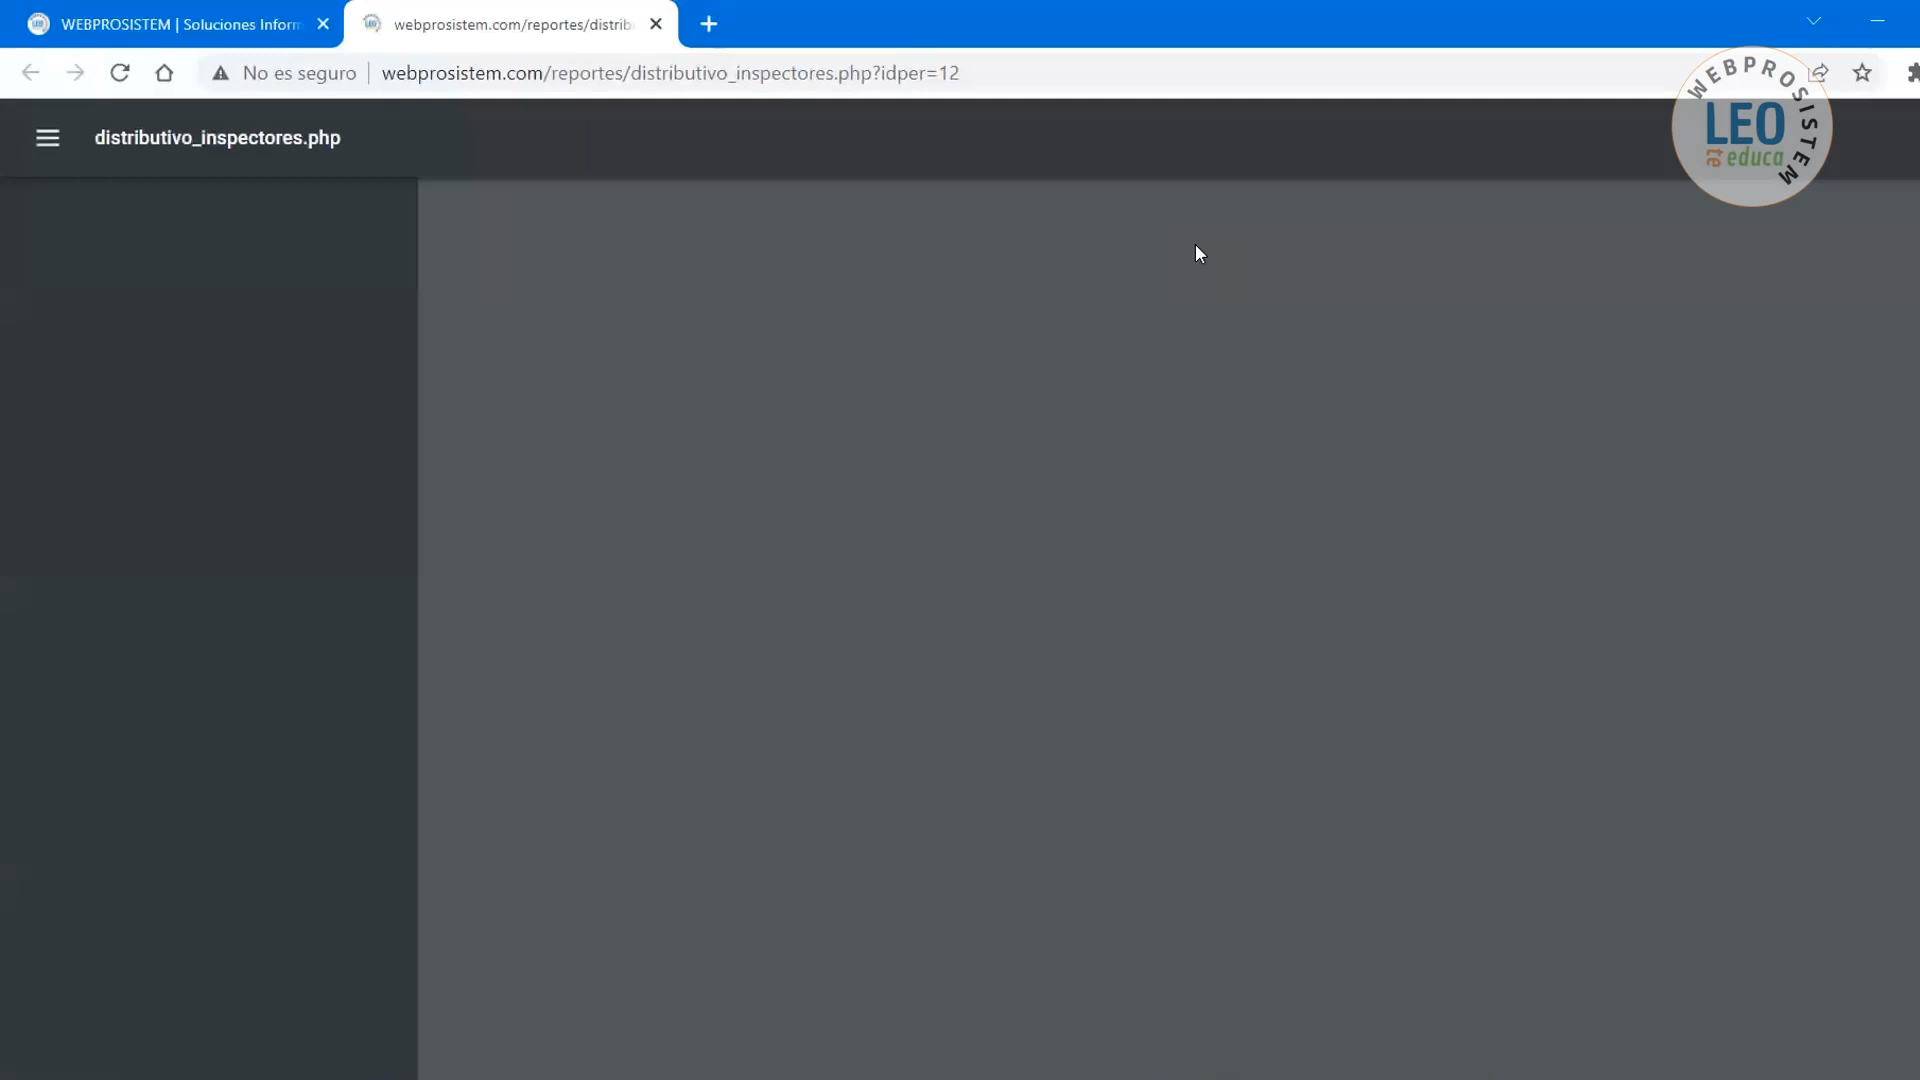 WEBPROSISTEM | Soluciones Inform
webprosistem.com/reportes/distrib
No es seguro
webprosistem.com/reportes/distributivo_inspectores.php?idper=12
distributivo_inspectores.php
WEBPROSISTEM
LEO
te educa